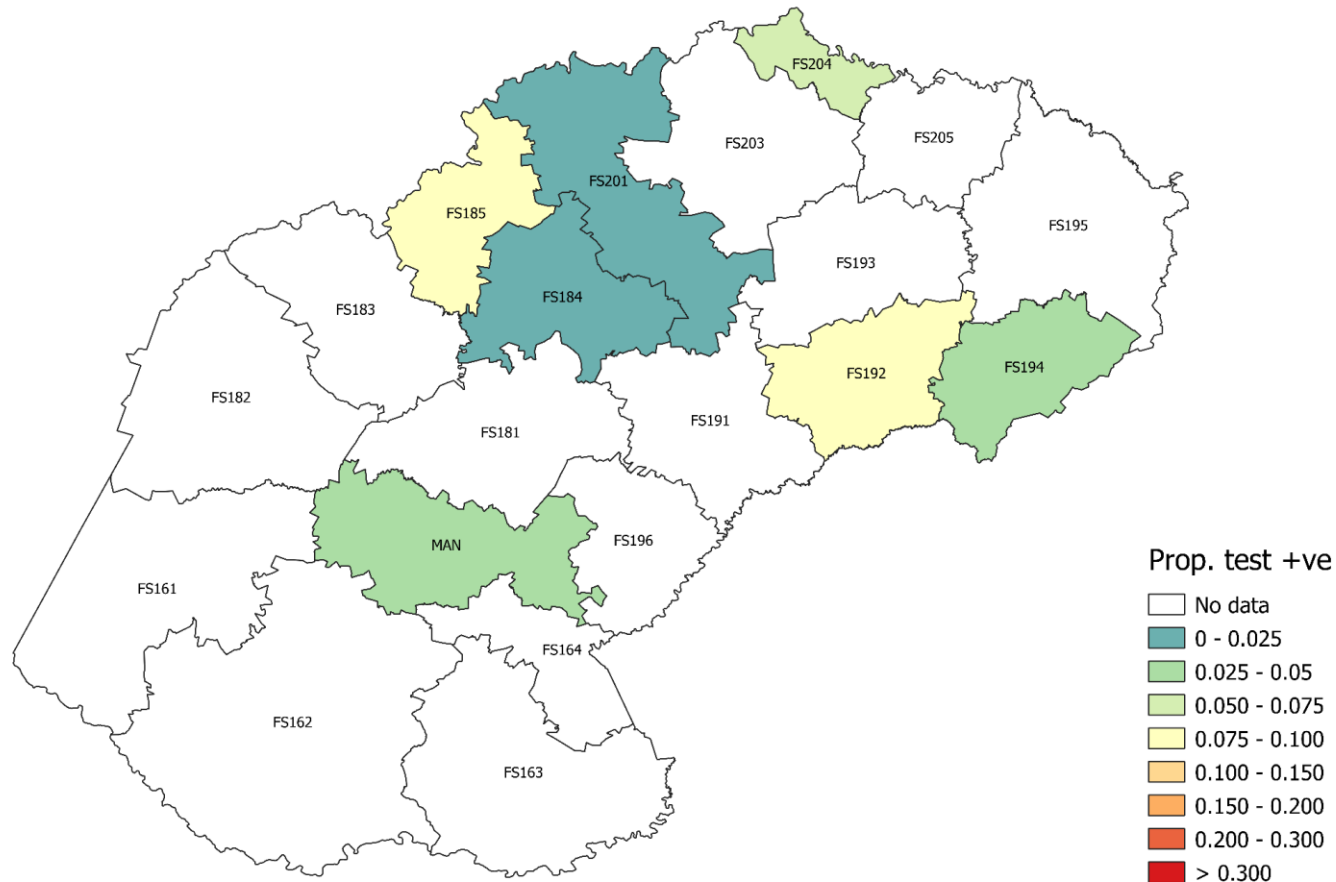 FS204
FS203
FS205
FS201
FS185
FS195
FS193
FS184
FS183
FS192
FS194
FS182
FS191
FS181
MAN
FS196
FS161
FS164
FS162
FS163
Prop. test +ve
No data
0 - 0.025
0.025 - 0.05
0.050 - 0.075
0.075 - 0.100
0.100 - 0.150
0.150 - 0.200
0.200 - 0.300
> 0.300